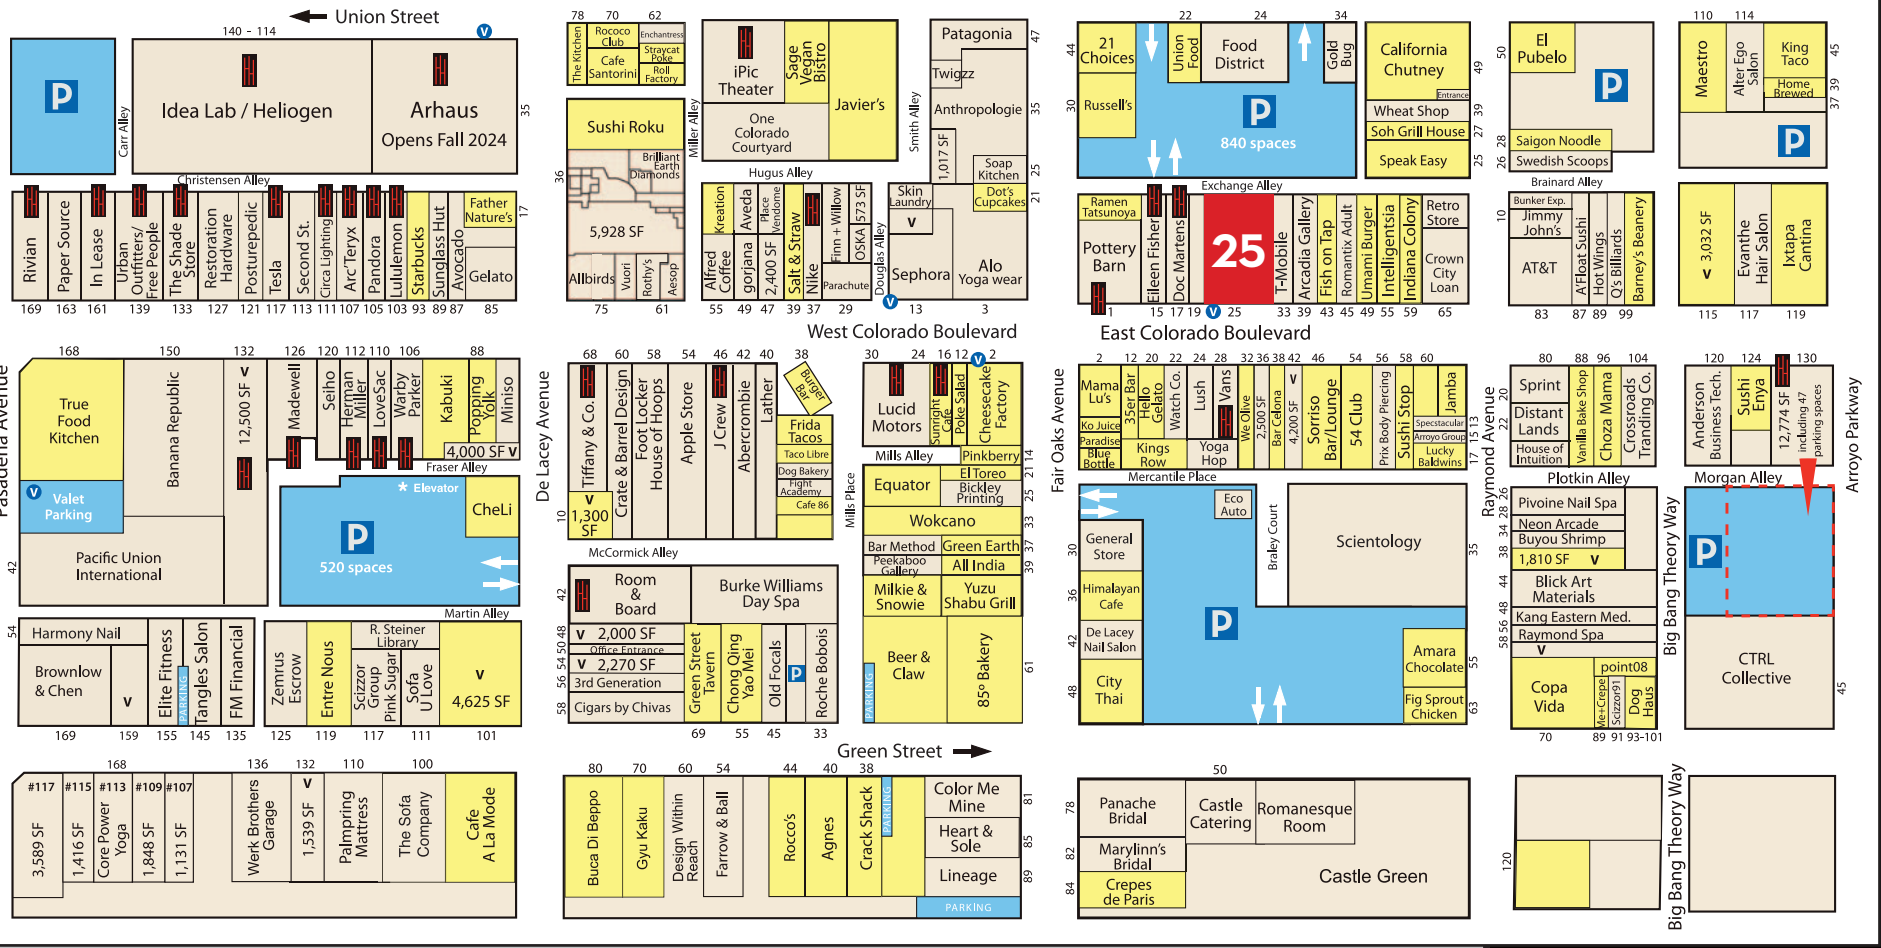 Union Street
140 - 114
P
Carr Alley
Idea Lab / Heliogen
Arhaus
Opens Fall 2024
V
35
Christensen Alley
Rivian
Paper Source
In Lease
Urban
Outfitters/
Free People
The Shade
Store
Restoration
Hardware
Posturepedic
Tesla
Second St.
Circa Lighting
Arc'Teryx
Pandora
Lululemon
Starbucks
Sunglass Hut
Avocado
Father
Nature's
Gelato
17
169
163
161
139
133
127
121
117
113
111
107
105
103
93
89
87
85
78
70
62
The Kitchen
Rococo
Club
Cafe
Santorini
Enchantress
Straycat
Poke
Roll
Factory
Sushi Roku
Brilliant
Earth
Diamonds
36
5,928 SF
Allbirds
Vuori
Rothy's
Aesop
75
61
Miller Alley
iPic
Theater
Sage
Vegan
Bistro
Javier's
One
Colorado
Courtyard
Hugus Alley
Kreation
Alfred
Coffee
Aveda
gorjana
Place
Vendome
2,400 SF
Salt & Straw
Nike
Finn + Willow
OSKA
573 SF
Parachute
55
49
47
39
37
29
Smith Alley
Douglas Alley
Patagonia
Twigzz
Anthropologie
1,017 SF
Soap
Kitchen
Dot's
Cupcakes
Skin
Laundry
V
Sephora
Alo
Yoga wear
47
35
25
21
V
13
3
West Colorado Boulevard
44
30
21
Choices
Russell's
22
Union
Food
24
Food
District
34
Gold
Bug
P
840 spaces
California
Chutney
Entrance
Wheat Shop
Soh Grill House
Speak Easy
49
39
27
25
Exchange Alley
Ramen
Tatsunoya
Pottery
Barn
Eileen Fisher
Doc Martens
25
T-Mobile
Arcadia Gallery
Fish on Tap
Romantix Adult
Umami Burger
Intelligentsia
Indiana Colony
Retro
Store
Crown
City
Loan
1
15
17
19
V
25
33
39
43
45
49
55
59
65
East Colorado Boulevard
50
El
Pubelo
P
Saigon Noodle
Swedish Scoops
28
26
Brainard Alley
10
Bunker Exp.
Jimmy
John's
AT&T
A'Float Sushi
Hot Wings
Q's Billiards
Barney's Beanery
83
87
89
99
110
114
Maestro
Alter Ego
Salon
King
Taco
Home
Brewed
P
45
39
37
V 3,032 SF
Evanthe
Hair Salon
Ixtapa
Cantina
115
117
119
Pasadena Avenue
168
150
132
126
120
112
110
106
88
True
Food
Kitchen
V
Valet
Parking
Banana Republic
V
12,500 SF
Madewell
Seiho
Herman
Miller
LoveSac
Warby
Parker
Kabuki
Popping
Yolk
Miniso
4,000 SF V
Fraser Alley
* Elevator
P
520 spaces
CheLi
Pacific Union
International
42
Martin Alley
54
Harmony Nail
Brownlow
& Chen
V
Elite Fitness
PARKING
Tangles Salon
FM Financial
169
159
155
145
135
Zemrus
Escrow
Entre Nous
R. Steiner
Library
Scizzor
Group
Pink Sugar
Sofa
U Love
V
4,625 SF
125
119
117
111
101
De Lacey Avenue
68
60
58
54
46
42
40
38
Tiffany & Co.
V
1,300
SF
Crate & Barrel Design
Foot Locker
House of Hoops
Apple Store
J Crew
Abercrombie
Lather
Burger
Bar
Frida
Tacos
Taco Libre
Dog Bakery
Fight
Academy
Cafe 86
10
McCormick Alley
42
Room
& Board
Burke Williams
Day Spa
V 2,000 SF
Office Entrance
V 2,270 SF
3rd Generation
Cigars by Chivas
48
50
54
56
58
Green Street
Tavern
Chong Qing
Yao Mei
Old Focals
P
Roche Bobois
69
55
45
33
Mills Place
30
24
16
12
V
2
Lucid
Motors
Sunright
Cafe
Poke Salad
Cheesecake
Factory
Mills Alley
Pinkberry
Equator
El Toreo
Bickley
Printing
Wokcano
Bar Method
Green Earth
Peekaboo
Gallery
All India
Milkie &
Snowie
Yuzu
Shabu Grill
Beer &
Claw
PARKING
85º Bakery
14
21
25
33
37
39
61
Green Street
Fair Oaks Avenue
2
12
20
22
24
28
32
36
38
42
46
54
56
58
60
Mama
Lu's
Ko Juice
Paradise
Blue
Bottle
35er Bar
Hello
Gelato
Kings
Row
Watch Co.
Lush
Vans
Yoga
Hop
We Olive
2,500 SF
Bar Celona
V
4,200 SF
Sorriso
Bar/Lounge
54 Club
Prix Body Piercing
Sushi Stop
Jamba
Specstacular
Arroyo Group
Lucky
Baldwins
13
15
17
Mercantile Place
Eco
Auto
Braley Court
Scientology
35
General
Store
Himalayan
Cafe
De Lacey
Nail Salon
City
Thai
30
36
42
48
P
Amara
Chocolate
Fig Sprout
Chicken
55
63
Raymond Avenue
80
88
96
104
Sprint
Distant
Lands
House of
Intuition
Vanilla Bake Shop
Choza Mama
Crossroads
Tranding Co.
20
22
Plotkin Alley
Pivoine Nail Spa
Neon Arcade
Buyou Shrimp
1,810 SF V
Blick Art
Materials
Kang Eastern Med.
Raymond Spa
V
Copa
Vida
point08
Me+Crepe
Scizzor91
Dog
Haus
26
28
34
38
44
48
56
58
70
89
91
93-101
Big Bang Theory Way
120
124
130
Anderson
Business Tech.
Sushi
Enya
12,774 SF
including 47
parking spaces
Morgan Alley
P
CTRL
Collective
45
Arroyo Parkway
168
136
132
110
100
#117
3,589 SF
#115
1,416 SF
#113
Core Power
Yoga
#109
1,848 SF
#107
1,131 SF
Werk Brothers
Garage
V
1,539 SF
Palmpring
Mattress
The Sofa
Company
Cafe
A La Mode
80
70
60
54
44
40
38
Buca Di Beppo
Gyu Kaku
Design Within
Reach
Farrow & Ball
Rocco's
Agnes
Crack Shack
PARKING
Color Me
Mine
Heart &
Sole
Lineage
PARKING
81
85
89
50
78
82
84
Panache
Bridal
Marylinn's
Bridal
Crepes
de Paris
Castle
Catering
Romanesque
Room
Castle Green
120
Big Bang Theory Way